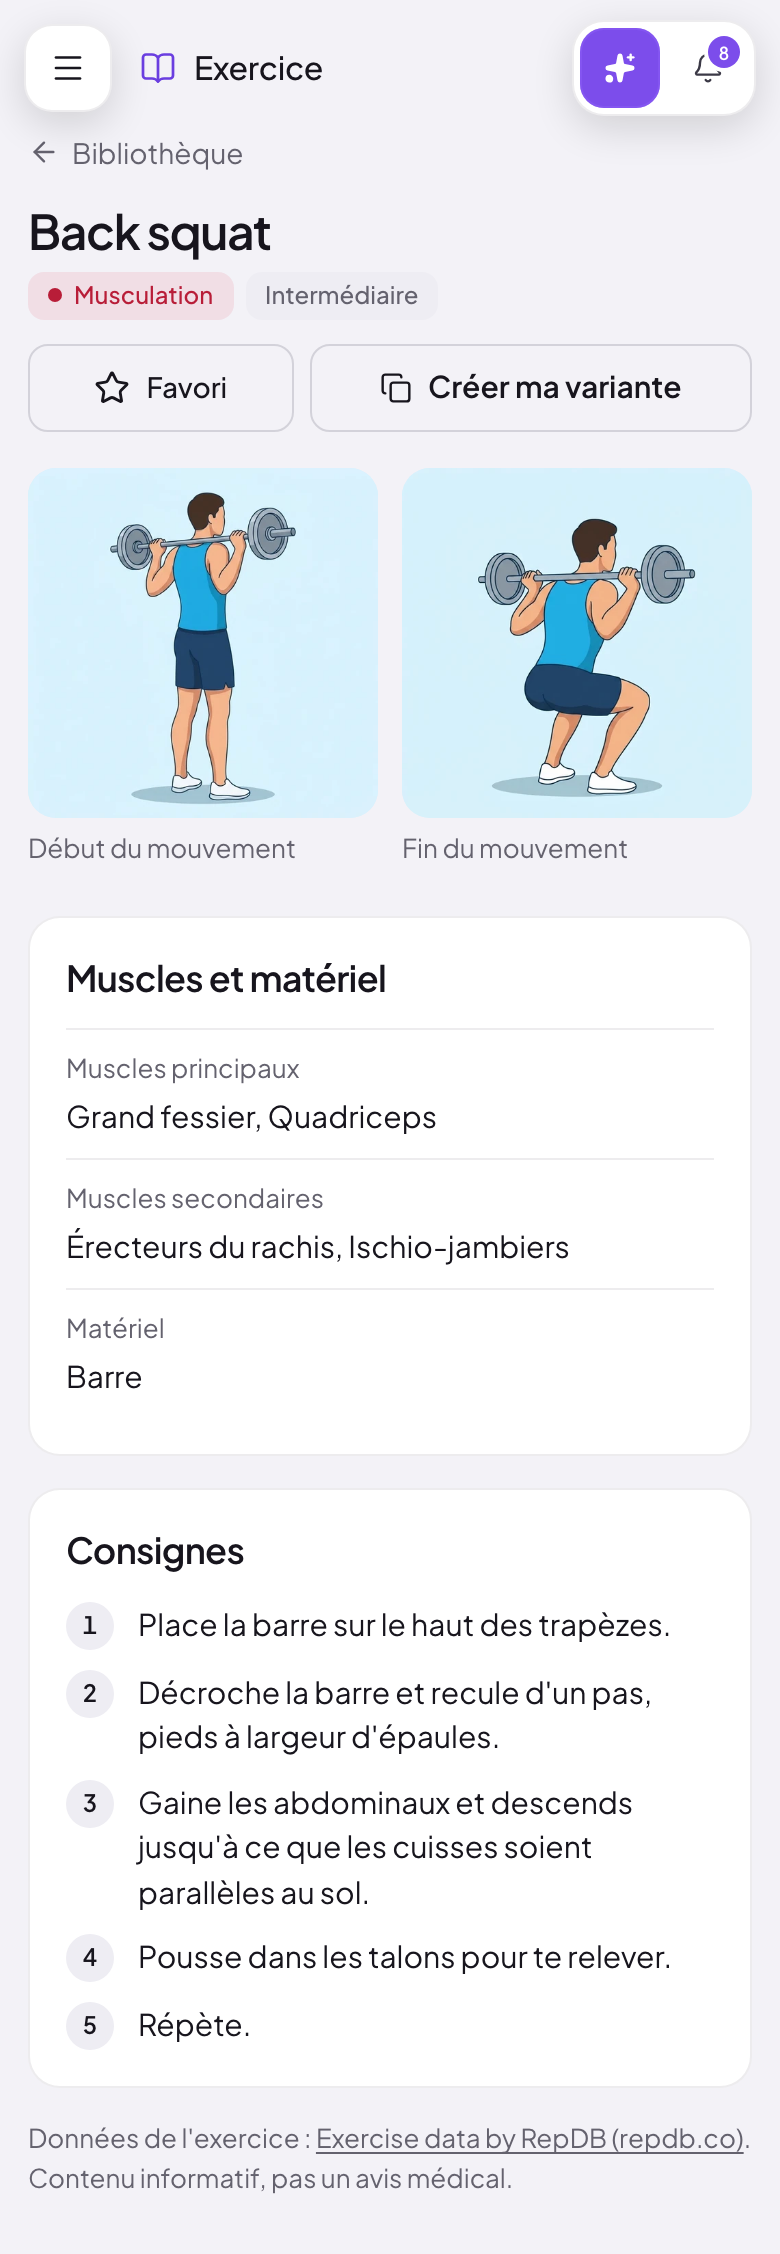 Exercice
8
Bibliothèque
Back squat
Musculation
Intermédiaire
Favori
Créer ma variante
Début du mouvement
Fin du mouvement
Muscles et matériel
Muscles principaux
Grand fessier, Quadriceps
Muscles secondaires
Érecteurs du rachis, Ischio-jambiers
Matériel
Barre
Consignes
1 Place la barre sur le haut des trapèzes.
2 Décroche la barre et recule d'un pas,
pieds à largeur d'épaules.
3 Gaine les abdominaux et descends
jusqu'à ce que les cuisses soient
parallèles au sol.
4 Pousse dans les talons pour te relever.
5 Répète.
Données de l'exercice : Exercise data by RepDB (repdb.co).
Contenu informatif, pas un avis médical.